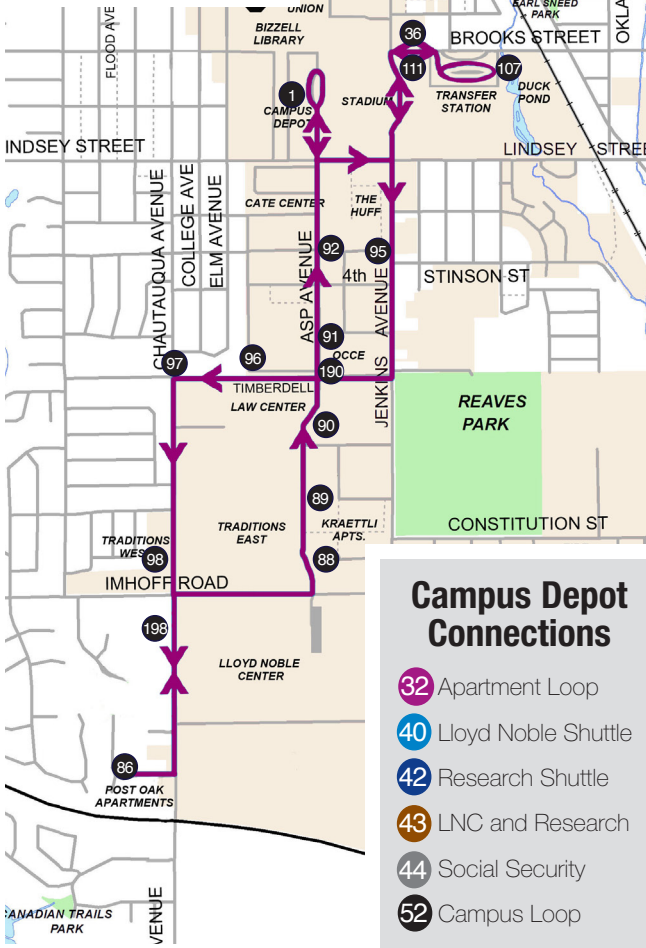 UNION
BIZZELL
LIBRARY
FLOOD AVE
EARL SNEED
PARK
OKLA
36
BROOKS STREET
1
CAMPUS
DEPOT
STADIUM
111
TRANSFER
STATION
107
DUCK
POND
INDSEY STREET
LINDSEY STREE
CHAUTAUQUA AVENUE
COLLEGE AVE
ELM AVENUE
CATE CENTER
THE
HUFF
ASP AVENUE
92
95
4th
JENKINS AVENUE
STINSON ST
91
OCCE
97
96
190
TIMBERDELL
LAW CENTER
90
REAVES
PARK
89
TRADITIONS
EAST
KRAETTLI
APTS.
CONSTITUTION ST
TRADITIONS
WEST
98
88
IMHOFF ROAD
198
LLOYD NOBLE
CENTER
86
POST OAK
APARTMENTS
CANADIAN TRAILS
PARK
VENUE
Campus Depot
Connections
32 Apartment Loop
40 Lloyd Noble Shuttle
42 Research Shuttle
43 LNC and Research
44 Social Security
52 Campus Loop